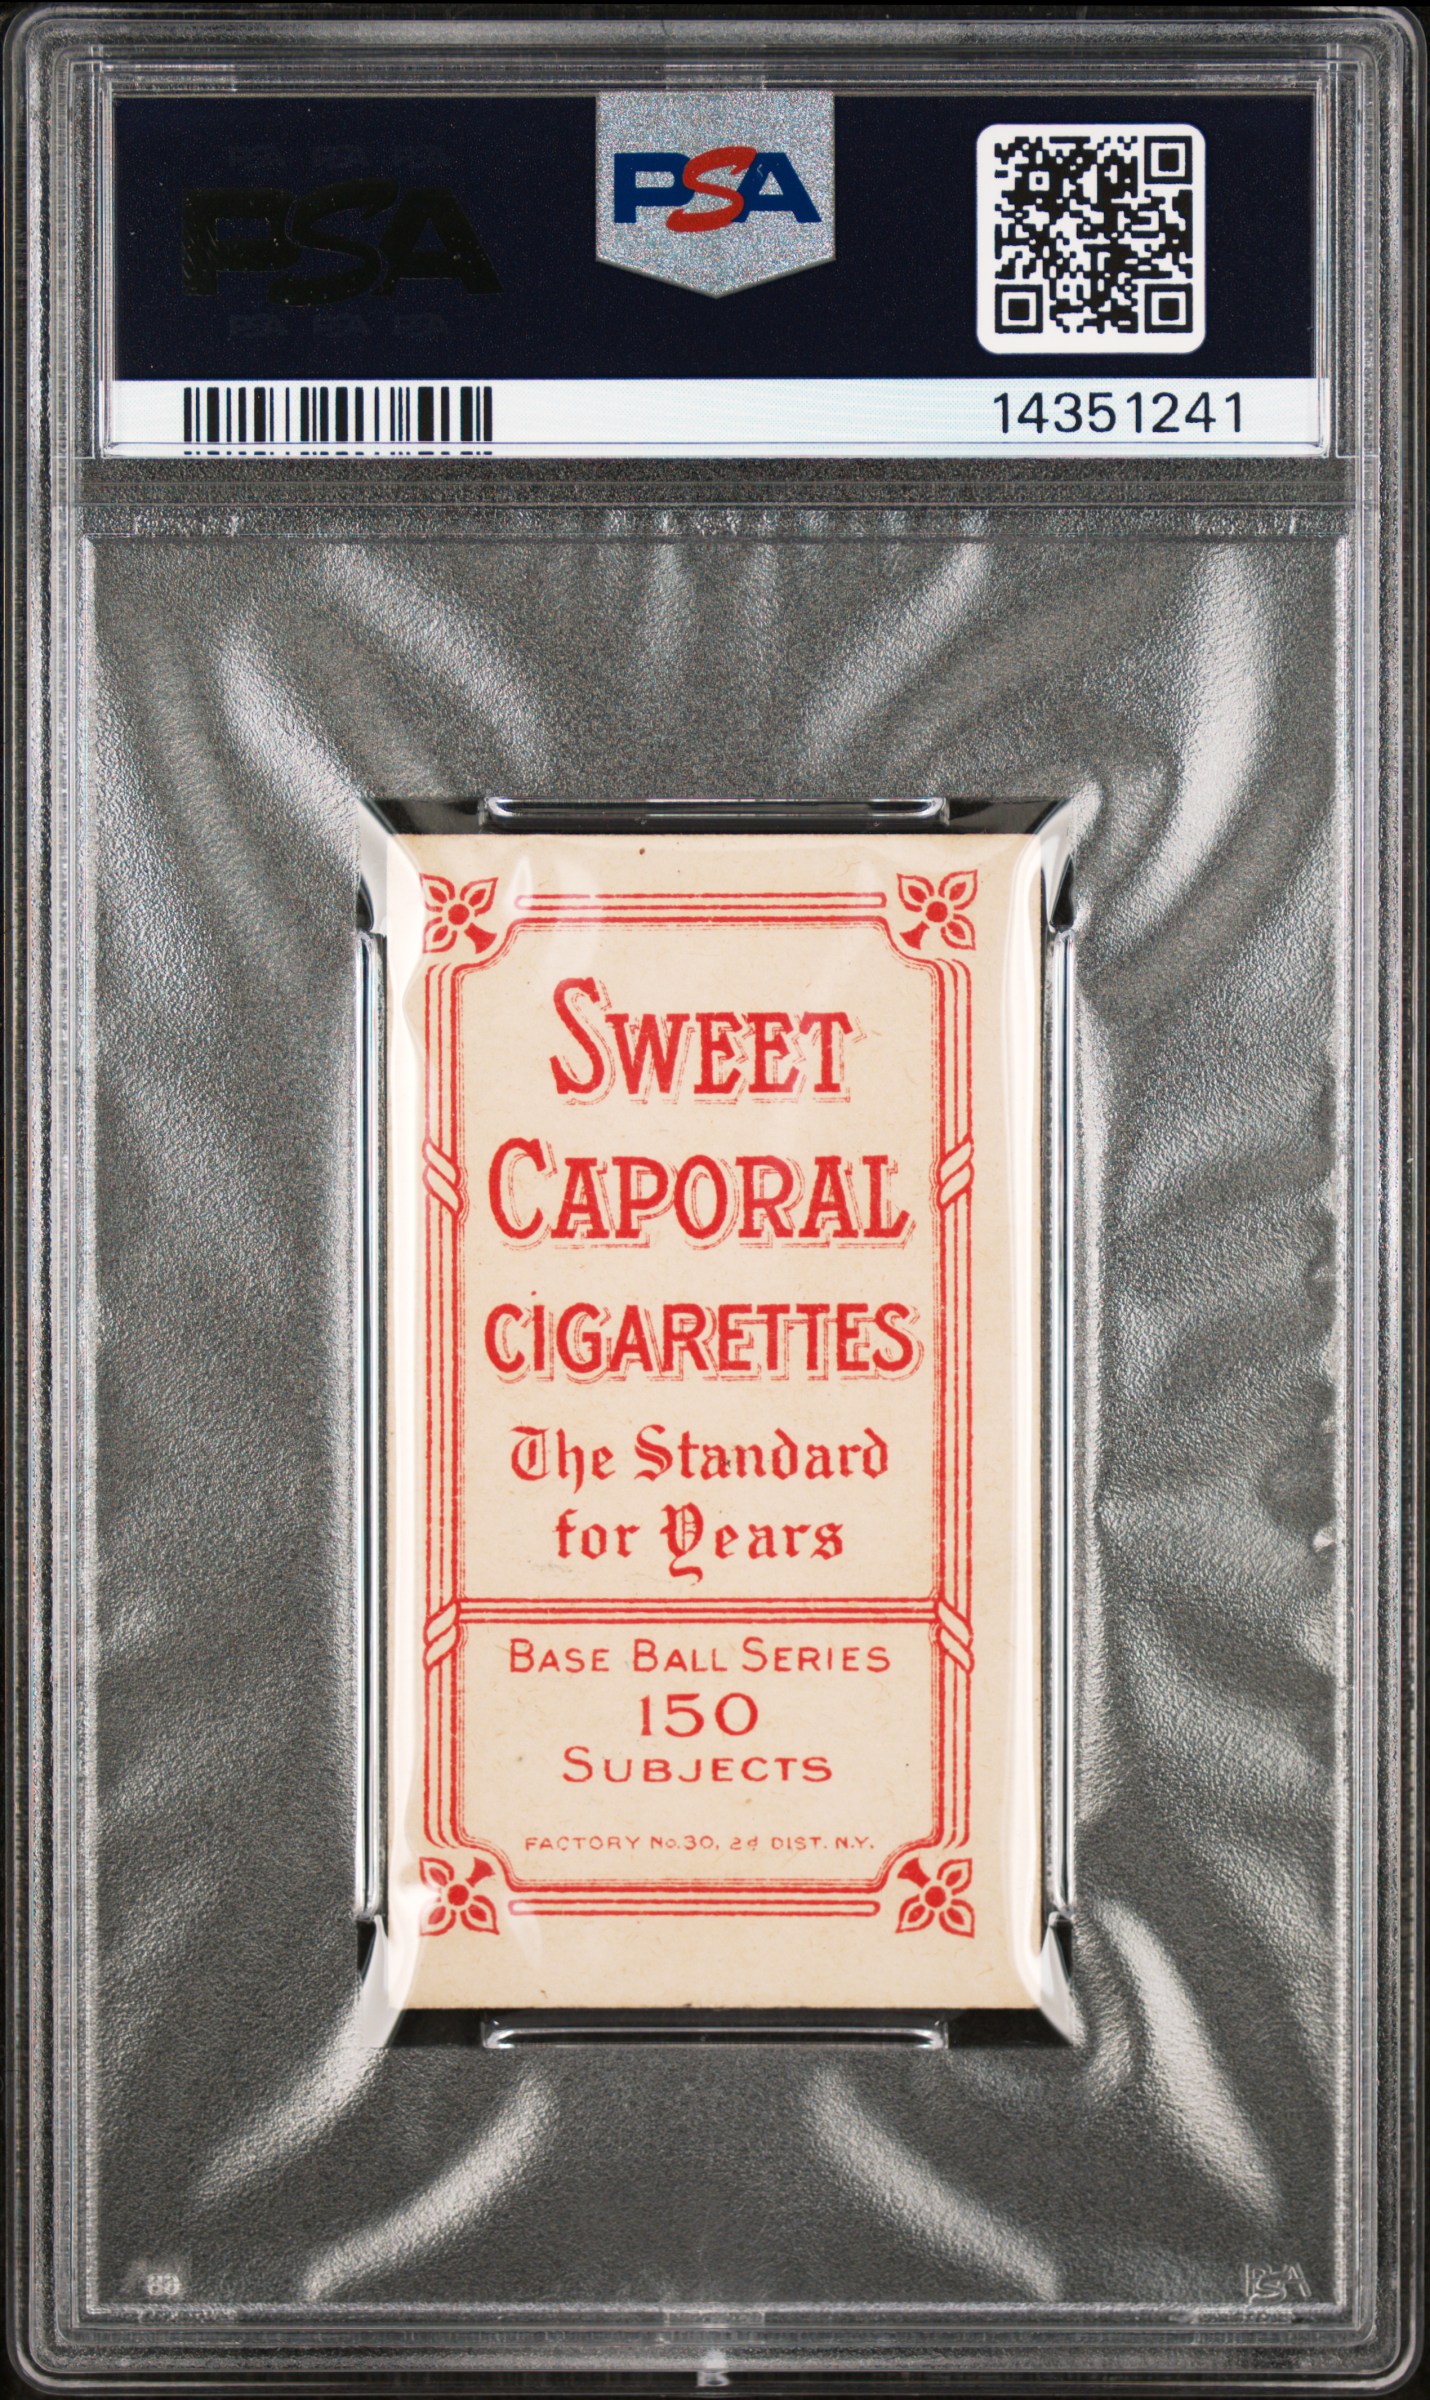 PSA
PSA
14351241
SWEET
CAPORAL
CIGARETTES
The Standard
for Years
BASE BALL SERIES
150
SUBJECTS
FACTORY No. 30, 2d DIST. N.Y.
PSA